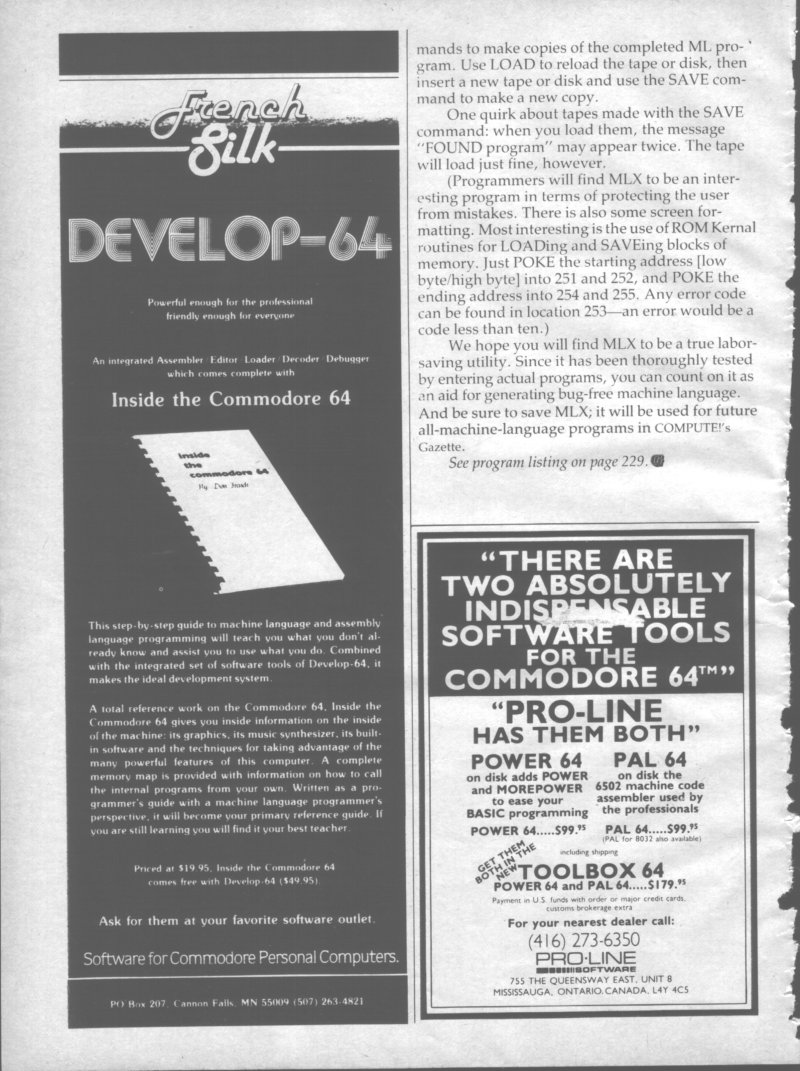 French
Silk
DEVELOP-64
Powerful enough for the professional
friendly enough for everyone
An integrated Assembler/Editor/Loader/Decoder/Debugger
which comes complete with
Inside the Commodore 64
inside
the
commodore 64
By Don French
This step-by-step guide to machine language and assembly
language programming will teach you what you don't al-
ready know and assist you to use what you do. Combined
with the integrated set of software tools of Develop-64, it
makes the ideal development system.
A total reference work on the Commodore 64, Inside the
Commodore 64 gives you inside information on the inside
of the machine: its graphics, its music synthesizer, its built-
in software and the techniques for taking advantage of the
many powerful features of this computer. A complete
memory map is provided with information on how to call
the internal programs from your own. Written as a pro-
grammer's guide with a machine language programmer's
perspective, it will become your primary reference guide. If
you are still learning you will find it your best teacher.
Priced at $19.95, Inside the Commodore 64
comes free with Develop-64 ($49.95).
Ask for them at your favorite software outlet.
Software for Commodore Personal Computers.
PO Box 207, Cannon Falls, MN 55009 (507) 263-4821
mands to make copies of the completed ML pro-
gram. Use LOAD to reload the tape or disk, then
insert a new tape or disk and use the SAVE com-
mand to make a new copy.
One quirk about tapes made with the SAVE
command: when you load them, the message
"FOUND program" may appear twice. The tape
will load just fine, however.
(Programmers will find MLX to be an inter-
esting program in terms of protecting the user
from mistakes. There is also some screen for-
matting. Most interesting is the use of ROM Kernal
routines for LOADing and SAVEing blocks of
memory. Just POKE the starting address [low
byte/high byte] into 251 and 252, and POKE the
ending address into 254 and 255. Any error code
can be found in location 253—an error would be a
code less than ten.)
We hope you will find MLX to be a true labor-
saving utility. Since it has been thoroughly tested
by entering actual programs, you can count on it as
an aid for generating bug-free machine language.
And be sure to save MLX; it will be used for future
all-machine-language programs in COMPUTE!'s
Gazette.
See program listing on page 229.
"THERE ARE
TWO ABSOLUTELY
INDISPENSABLE
SOFTWARE TOOLS
FOR THE
COMMODORE 64™"
"PRO-LINE
HAS THEM BOTH"
POWER 64
on disk adds POWER
and MOREPOWER
to ease your
BASIC programming
POWER 64.....$99.95
PAL 64
on disk the
6502 machine code
assembler used by
the professionals
PAL 64.....$99.95
(PAL for 8032 also available)
including shipping
GET THEM
BOTH IN THE
NEW
TOOLBOX 64
POWER 64 and PAL 64.....$179.95
Payment in U.S. funds with order or major credit cards.
customs brokerage extra
For your nearest dealer call:
(416) 273-6350
PRO-LINE
SOFTWARE
755 THE QUEENSWAY EAST, UNIT 8
MISSISSAUGA, ONTARIO, CANADA, L4Y 4C5